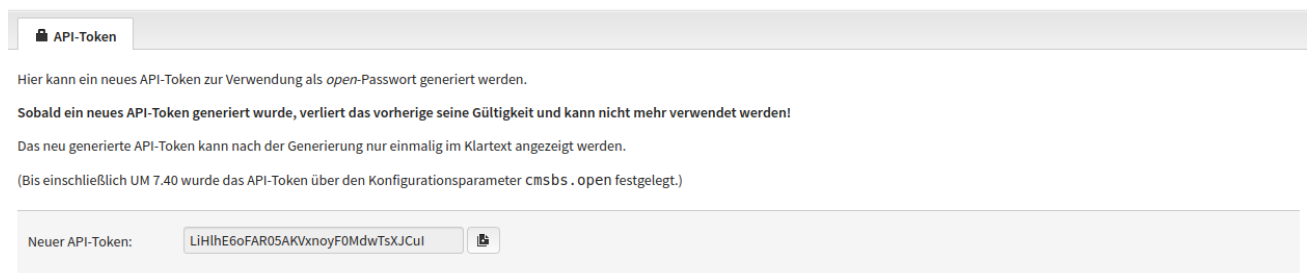 API-Token
Hier kann ein neues API-Token zur Verwendung als open-Passwort generiert werden.
Sobald ein neues API-Token generiert wurde, verliert das vorherige seine Gültigkeit und kann nicht mehr verwendet werden!
Das neu generierte API-Token kann nach der Generierung nur einmalig im Klartext angezeigt werden.
(Bis einschließlich UM 7.40 wurde das API-Token über den Konfigurationsparameter cmsbs.open festgelegt.)
Neuer API-Token: LiHlhE6oFAR05AKVxnoyF0MdwTsXJCuI